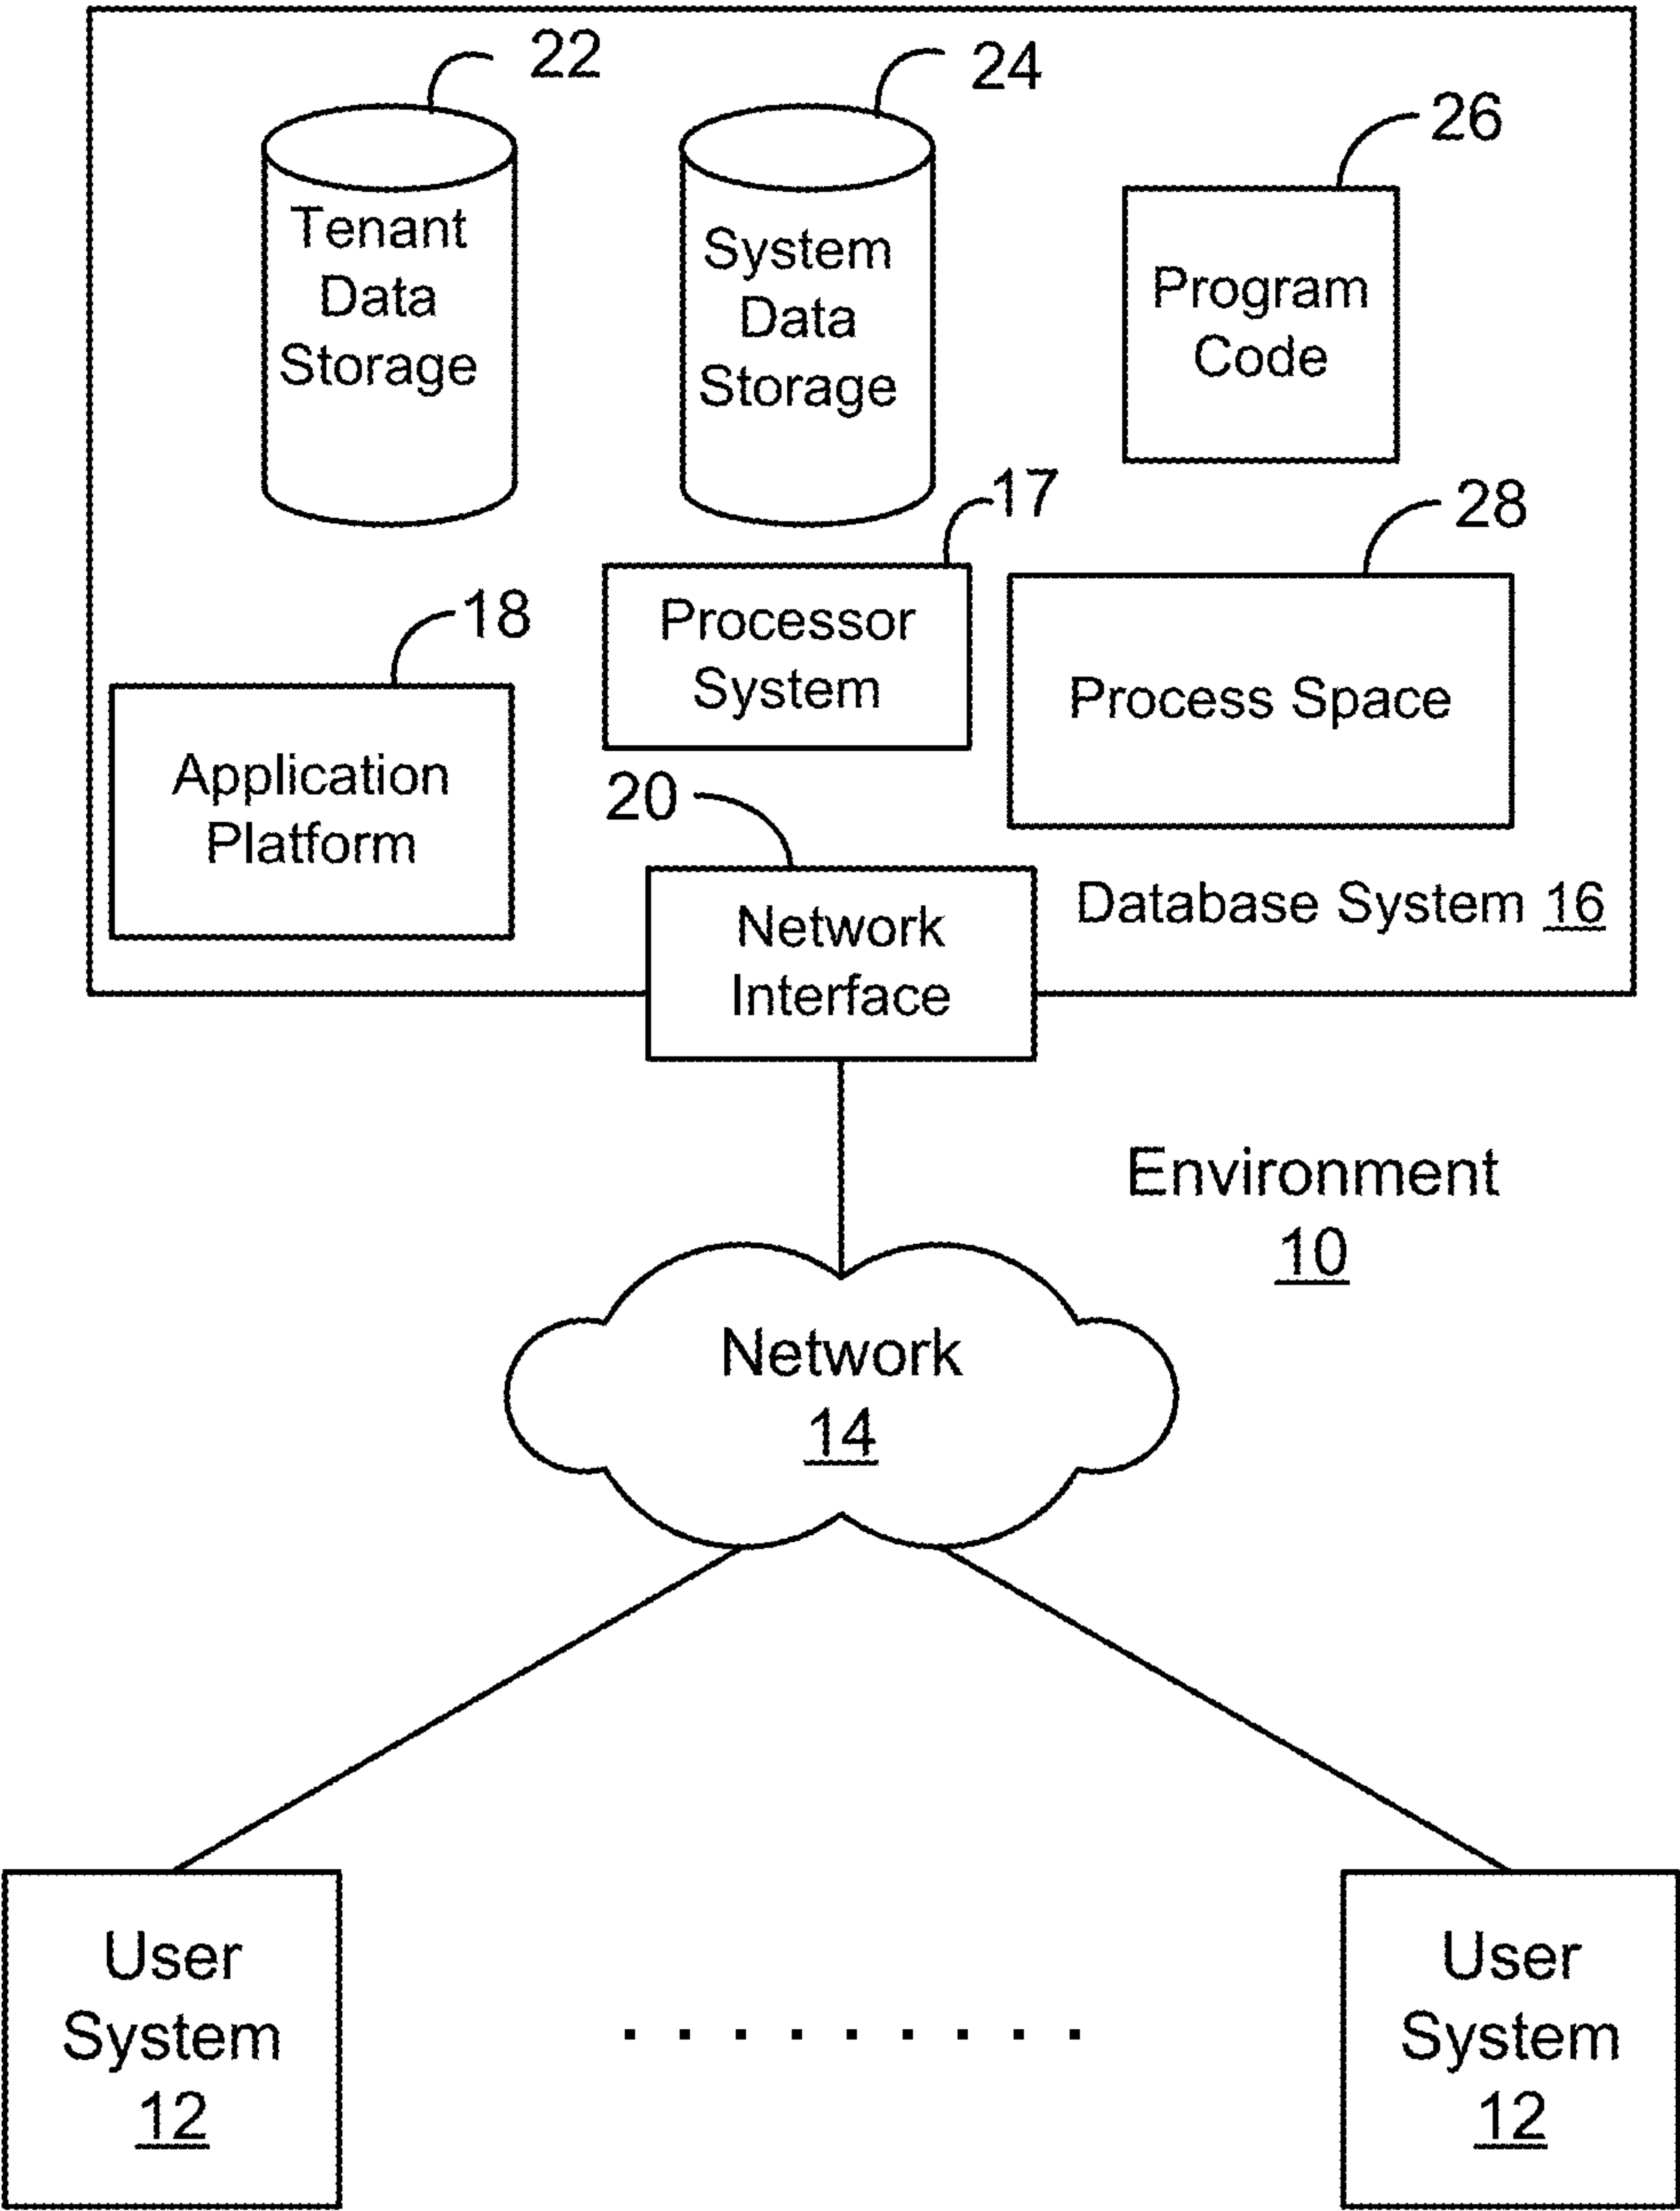 22
24
26
Tenant
Data
Storage
System
Data
Storage
Program
Code
17
28
18
Processor
System
Process Space
Application
Platform
20
Database System 16
Network
Interface
Environment
10
Network
14
User
System
12
. . . . . . . . .
User
System
12